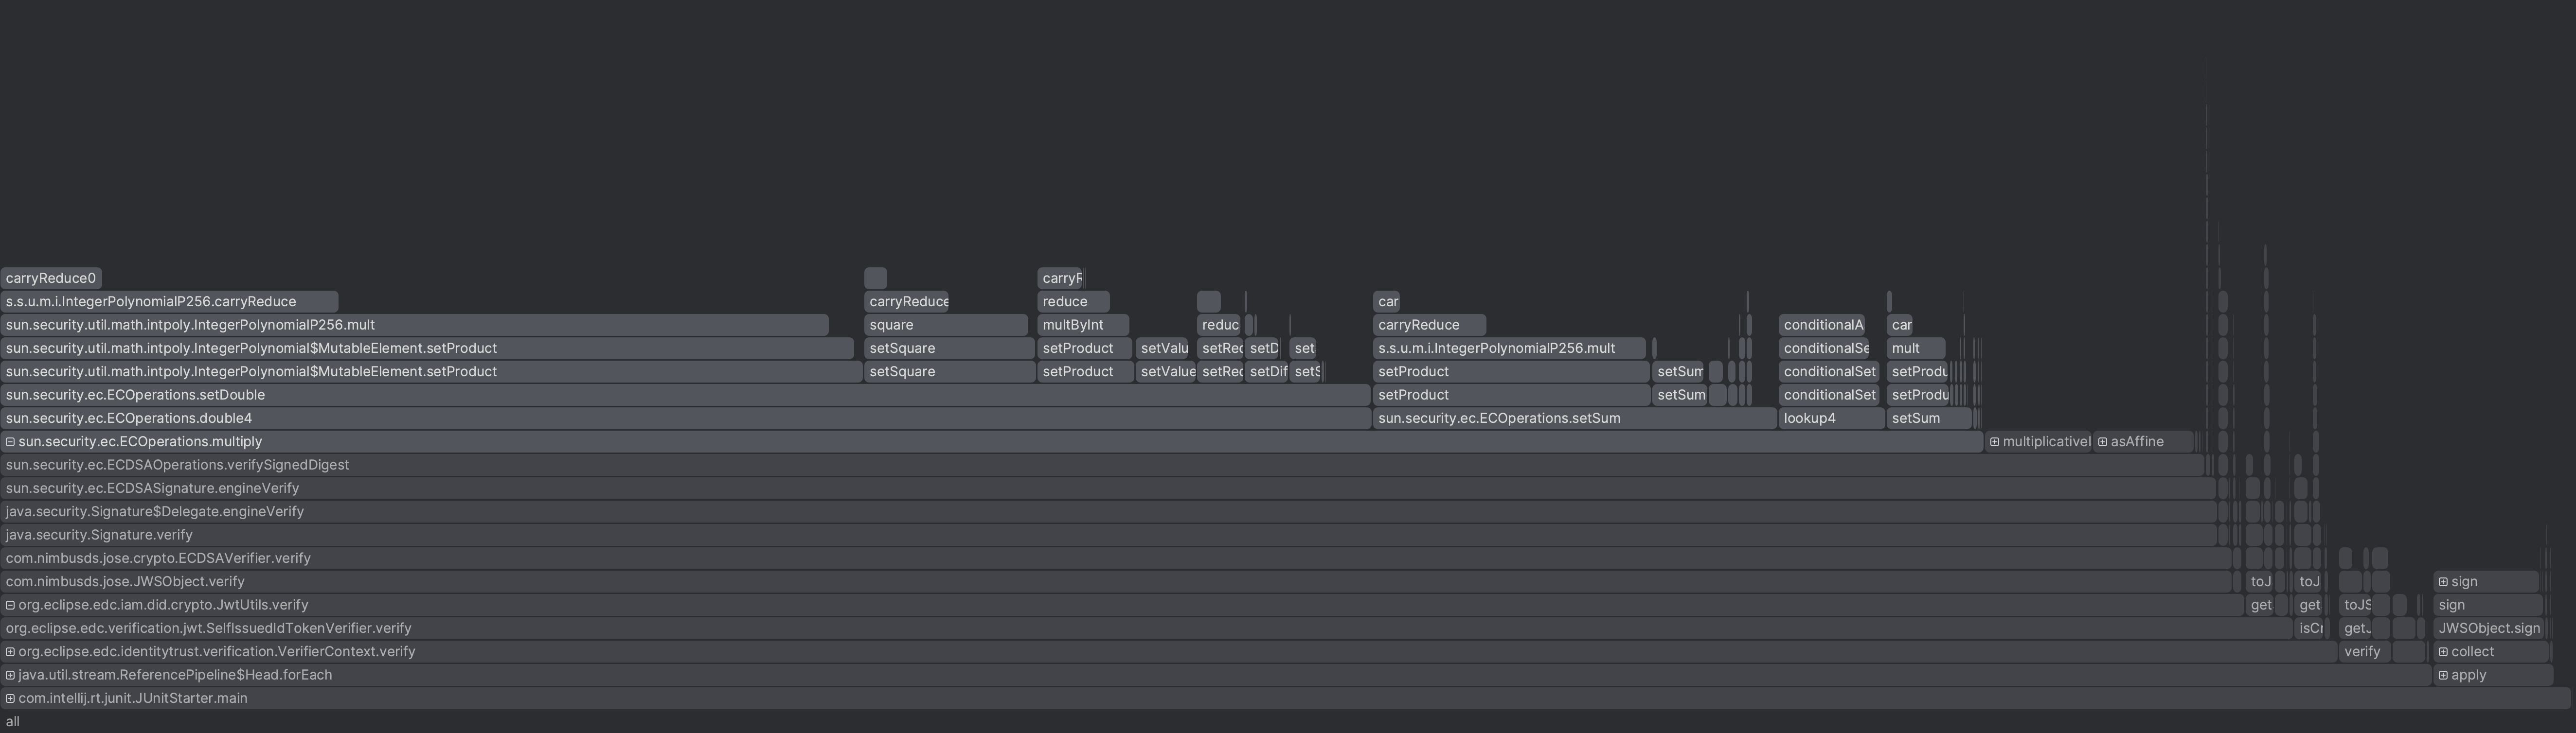 carryReduce0 carryR
s.s.u.m.i.IntegerPolynomialP256.carryReduce carryReduce reduce car
sun.security.util.math.intpoly.IntegerPolynomialP256.mult square multByInt reduc carryReduce conditionalA car
sun.security.util.math.intpoly.IntegerPolynomial$MutableElement.setProduct setSquare setProduct setValu setRec setD set s.s.u.m.i.IntegerPolynomialP256.mult conditionalSe mult
sun.security.util.math.intpoly.IntegerPolynomial$MutableElement.setProduct setSquare setProduct setValue setRec setDif setS setProduct setSum conditionalSet setProdu
sun.security.ec.ECOperations.setDouble setProduct setSum conditionalSet setProdu
sun.security.ec.ECOperations.double4 sun.security.ec.ECOperations.setSum lookup4 setSum
sun.security.ec.ECOperations.multiply multiplicativeI asAffine
sun.security.ec.ECDSAOperations.verifySignedDigest
sun.security.ec.ECDSASignature.engineVerify
java.security.Signature$Delegate.engineVerify
java.security.Signature.verify
com.nimbusds.jose.crypto.ECDSAVerifier.verify
com.nimbusds.jose.JWSObject.verify toJ toJ sign
org.eclipse.edc.iam.did.crypto.JwtUtils.verify get get toJS sign
org.eclipse.edc.verification.jwt.SelfIssuedIdTokenVerifier.verify isCr getJ JWSObject.sign
org.eclipse.edc.identitytrust.verification.VerifierContext.verify verify collect
java.util.stream.ReferencePipeline$Head.forEach apply
com.intellij.rt.junit.JUnitStarter.main
all